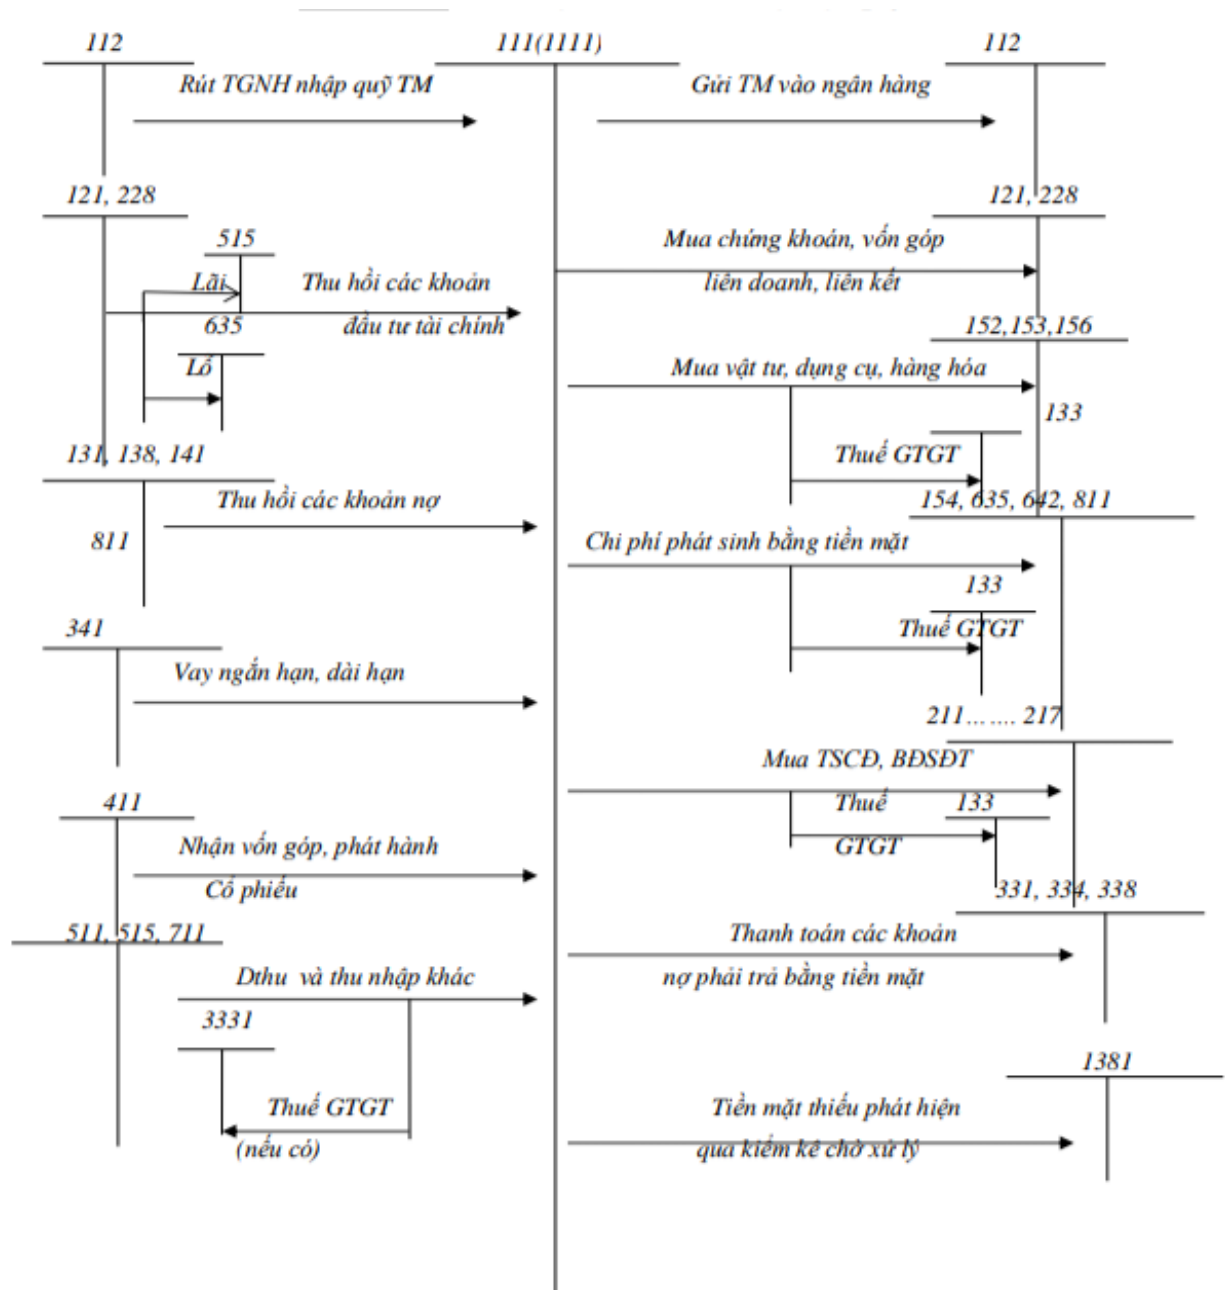 112
111(1111)
112
Rút TGNH nhập quỹ TM
Gửi TM vào ngân hàng
121, 228
121, 228
515
Mua chứng khoán, vốn góp
Lãi
Thu hồi các khoản
liên doanh, liên kết
635
đầu tư tài chính
152,153,156
Lỗ
Mua vật tư, dụng cụ, hàng hóa
133
131, 138, 141
Thuế GTGT
Thu hồi các khoản nợ
154, 635, 642, 811
811
Chi phí phát sinh bằng tiền mặt
133
341
Thuế GTGT
Vay ngắn hạn, dài hạn
211... .... 217
Mua TSCĐ, BĐSĐT
411
Thuế
133
Nhận vốn góp, phát hành
GTGT
Cổ phiếu
331, 334, 338
511, 515, 711
Thanh toán các khoản
Dthu và thu nhập khác
nợ phải trả bằng tiền mặt
3331
1381
Thuế GTGT
Tiền mặt thiếu phát hiện
(nếu có)
qua kiểm kê chờ xử lý